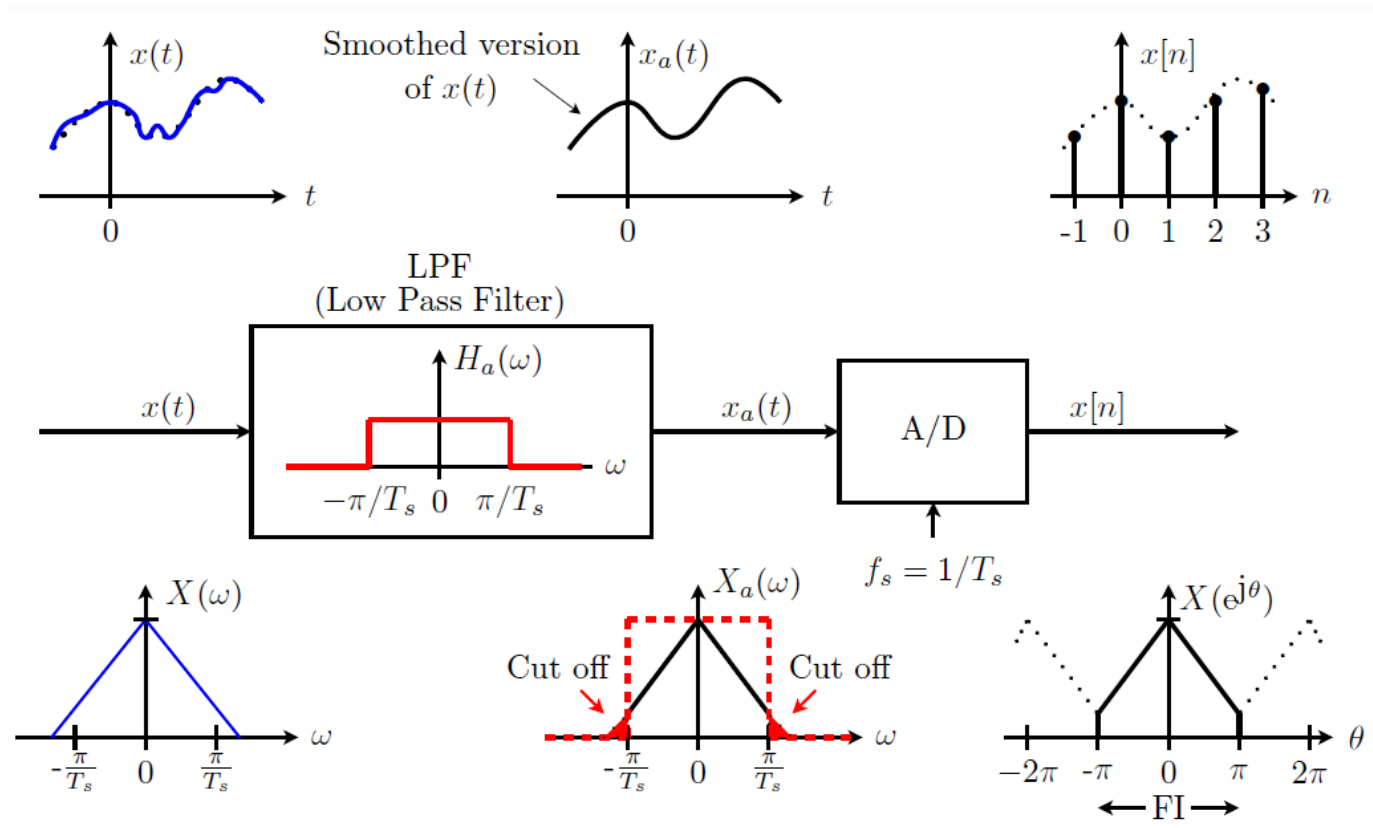 x(t)
t
0
Smoothed version
of x(t)
x_a(t)
t
0
x[n]
n
-1 0 1 2 3
LPF
(Low Pass Filter)
H_a(ω)
ω
−π/T_s 0 π/T_s
x(t)
x_a(t)
A/D
x[n]
f_s = 1/T_s
X(ω)
ω
-π/T_s 0 π/T_s
X_a(ω)
Cut off
Cut off
ω
-π/T_s 0 π/T_s
X(e^{jθ})
θ
−2π -π 0 π 2π
FI